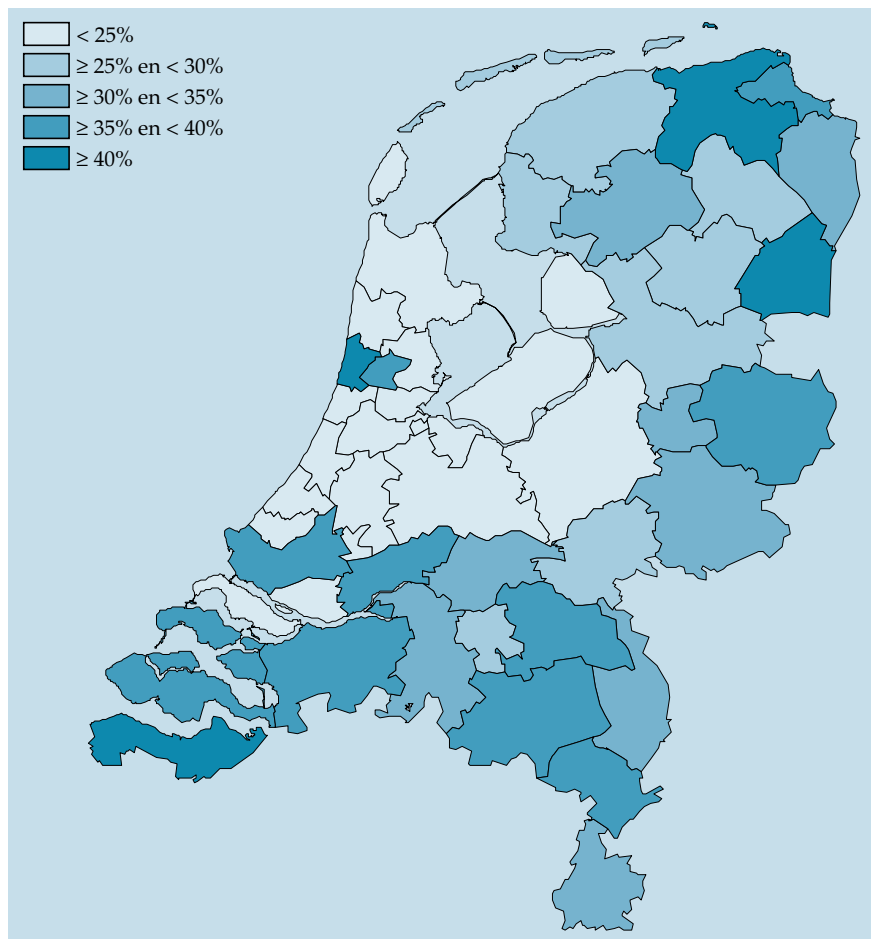 < 25%
≥ 25% en < 30%
≥ 30% en < 35%
≥ 35% en < 40%
≥ 40%